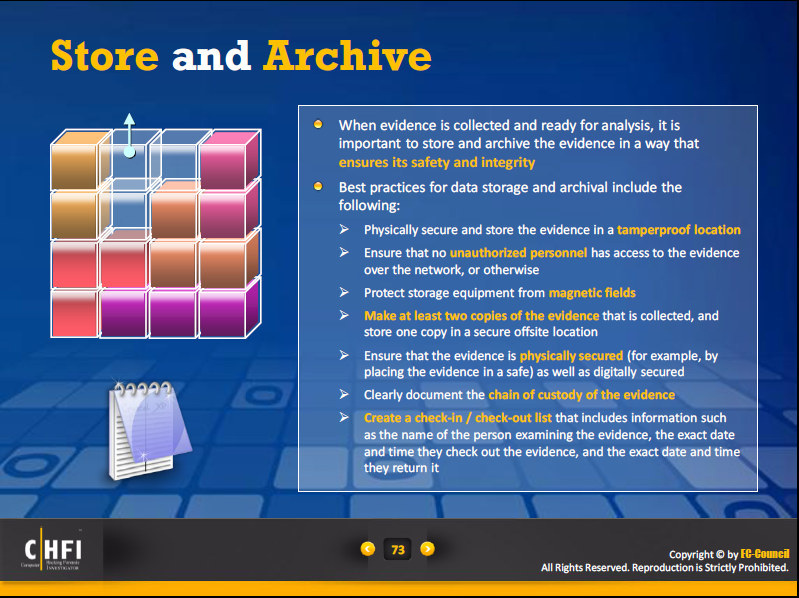 Store and Archive
When evidence is collected and ready for analysis, it is
important to store and archive the evidence in a way that
ensures its safety and integrity
Best practices for data storage and archival include the
following:
Physically secure and store the evidence in a tamperproof location
Ensure that no unauthorized personnel has access to the evidence
over the network, or otherwise
Protect storage equipment from magnetic fields
Make at least two copies of the evidence that is collected, and
store one copy in a secure offsite location
Ensure that the evidence is physically secured (for example, by
placing the evidence in a safe) as well as digitally secured
Clearly document the chain of custody of the evidence
Create a check-in / check-out list that includes information such
as the name of the person examining the evidence, the exact date
and time they check out the evidence, and the exact date and time
they return it
CHFI
Computer Hacking Forensic
INVESTIGATOR
73
Copyright © by EC-Council
All Rights Reserved. Reproduction is Strictly Prohibited.